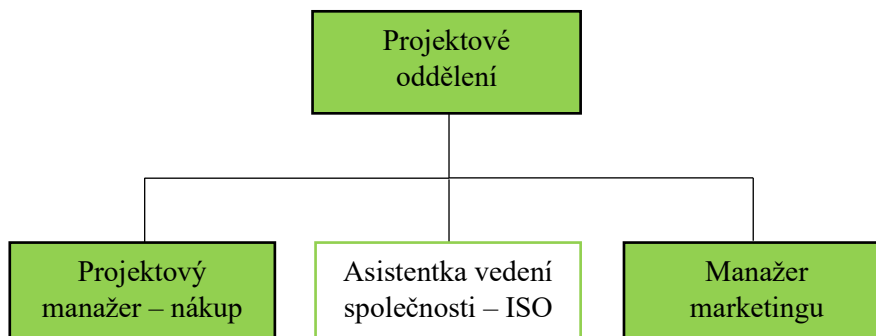 Projektové
oddělení
Projektový
manažer – nákup
Asistentka vedení
společnosti – ISO
Manažer
marketingu